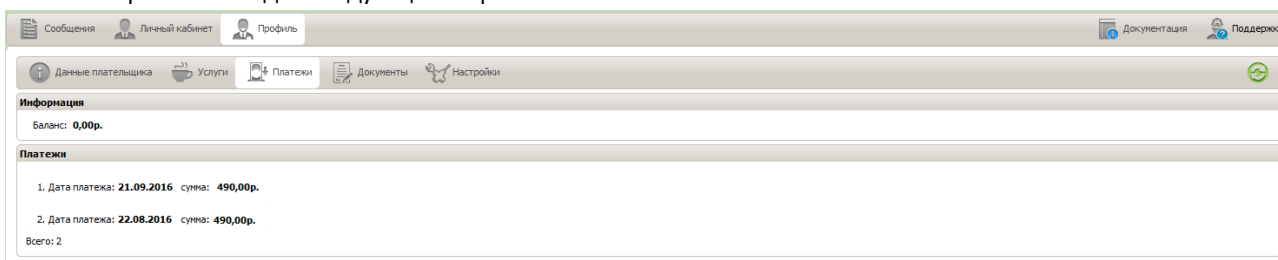 Сообщения Личный кабинет Профиль Документация Поддержк
Данные плательщика Услуги Платежи Документы Настройки
Информация
Баланс: 0,00р.
Платежи
1. Дата платежа: 21.09.2016 сумма: 490,00р.
2. Дата платежа: 22.08.2016 сумма: 490,00р.
Всего: 2